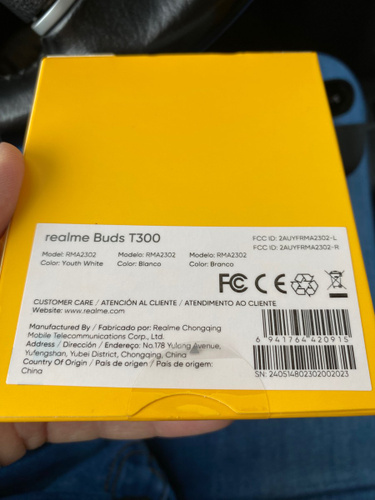 realme Buds T300
FCC ID: 2AUYFRMA2302-L
FCC ID: 2AUYFRMA2302-R
Model: RMA2302 Modelo: RMA2302 Modelo: RMA2302
Color: Youth White Color: Blanco Color: Branco
FC CE
CUSTOMER CARE / ATENCIÓN AL CLIENTE / ATENDIMENTO AO CLIENTE
Website: www.realme.com
Manufactured By / Fabricado por: Realme Chongqing
Mobile Telecommunications Corp., Ltd.
Address / Dirección / Endereço: No.178 Yulong Avenue,
Yufengshan, Yubei District, Chongqing, China
Country Of Origin / País de origen / País de origem:
China
6 941764 420915
SN: 240514802302002023